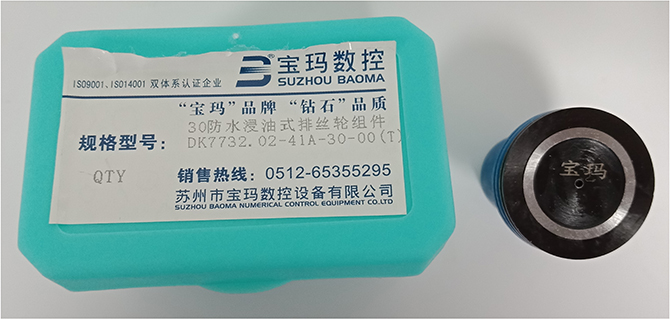 宝玛数控
SUZHOU BAOMA
ISO9001、ISO14001 双体系认证企业
“宝玛”品牌 “钻石”品质
规格型号：
30防水浸油式排丝轮组件
DK7732.02-41A-30-00(T)
QTY
销售热线：0512-65355295
苏州市宝玛数控设备有限公司
SUZHOU BAOMA NUMERICAL CONTROL EQUIPMENT CO.LTD
宝玛